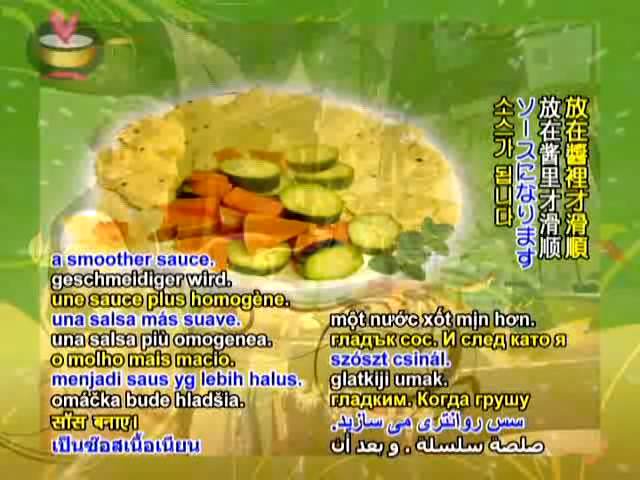 放在醬裡才滑順
放在酱里才滑顺
ソースになります
소스가 됩니다
a smoother sauce.
geschmeidiger wird.
une sauce plus homogène.
una salsa más suave.
una salsa più omogenea.
o molho mais macio.
menjadi saus yg lebih halus.
omáčka bude hladšia.
सॉस बनाए।
เป็นซ๊อสเนื้อเนียน
một nước xốt mịn hơn.
гладък сос. И след като я
szószt csinál.
glatkiji umak.
гладким. Когда грушу
سس روانتری می سازید.
صلصة سلسلة . و بعد أن